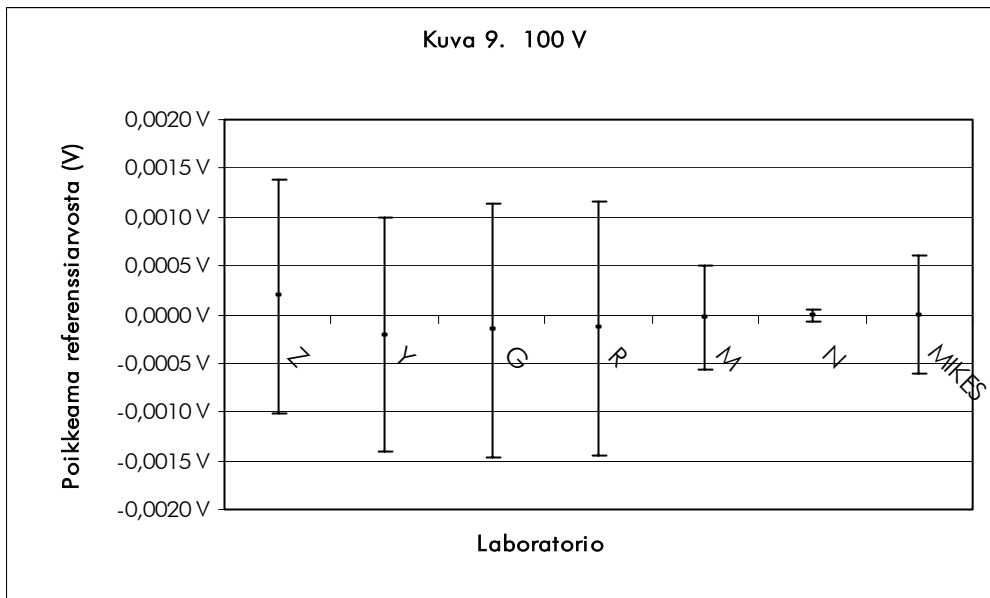 Kuva 9.  100 V
Poikkeama referenssiarvosta (V)
0,0020 V
0,0015 V
0,0010 V
0,0005 V
0,0000 V
-0,0005 V
-0,0010 V
-0,0015 V
-0,0020 V
Z
Y
G
R
M
N
MIKES
Laboratorio